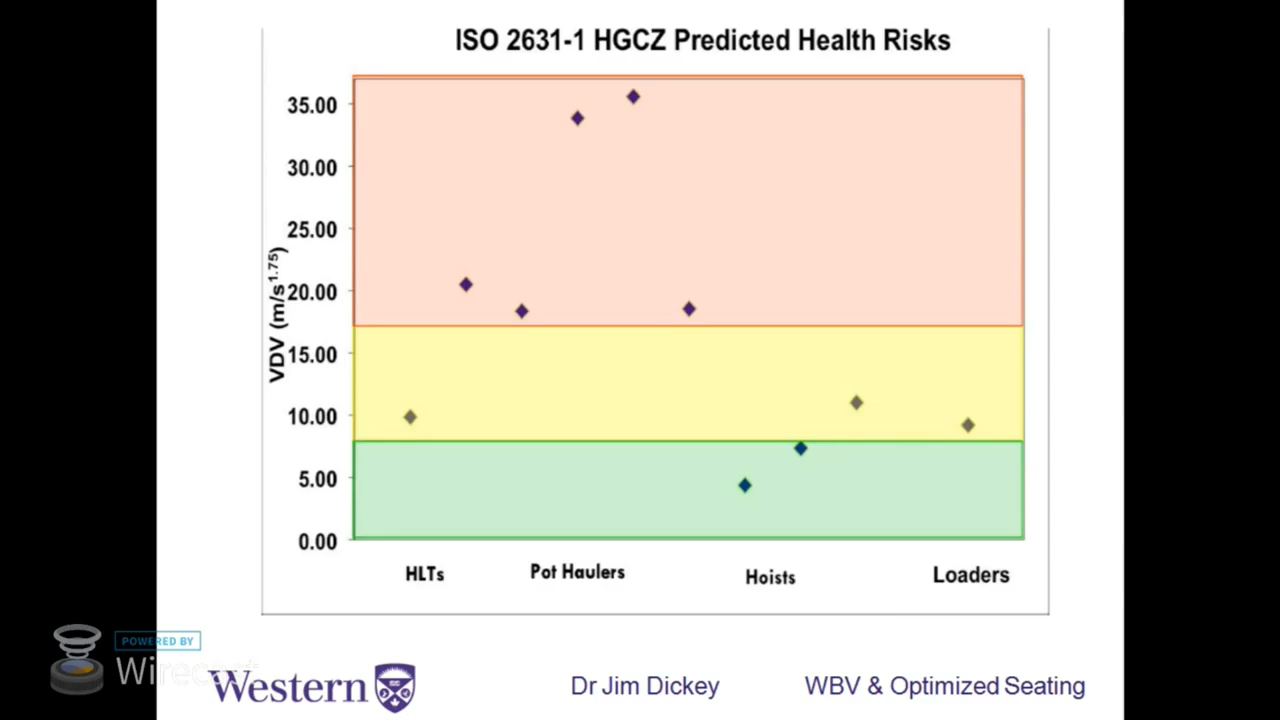 ISO 2631-1 HGCZ Predicted Health Risks
VDV (m/s^1.75)
35.00
30.00
25.00
20.00
15.00
10.00
5.00
0.00
HLTs
Pot Haulers
Hoists
Loaders
POWERED BY
Wirecast
Western
Dr Jim Dickey
WBV & Optimized Seating